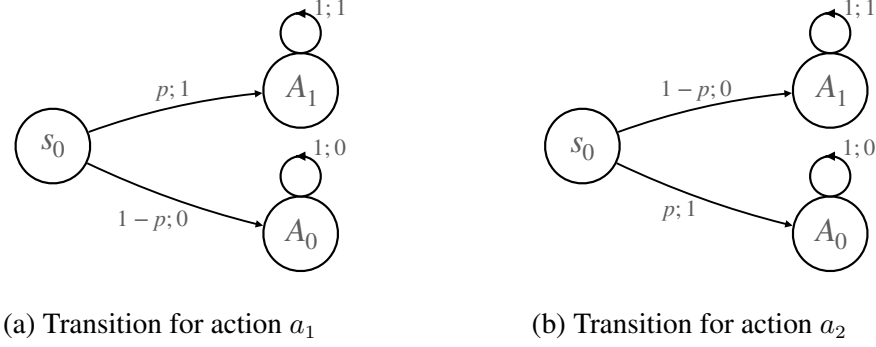 1; 1
p; 1
A₁
s₀
1; 0
1 − p; 0
A₀
(a) Transition for action a₁
1; 1
1 − p; 0
A₁
s₀
1; 0
p; 1
A₀
(b) Transition for action a₂